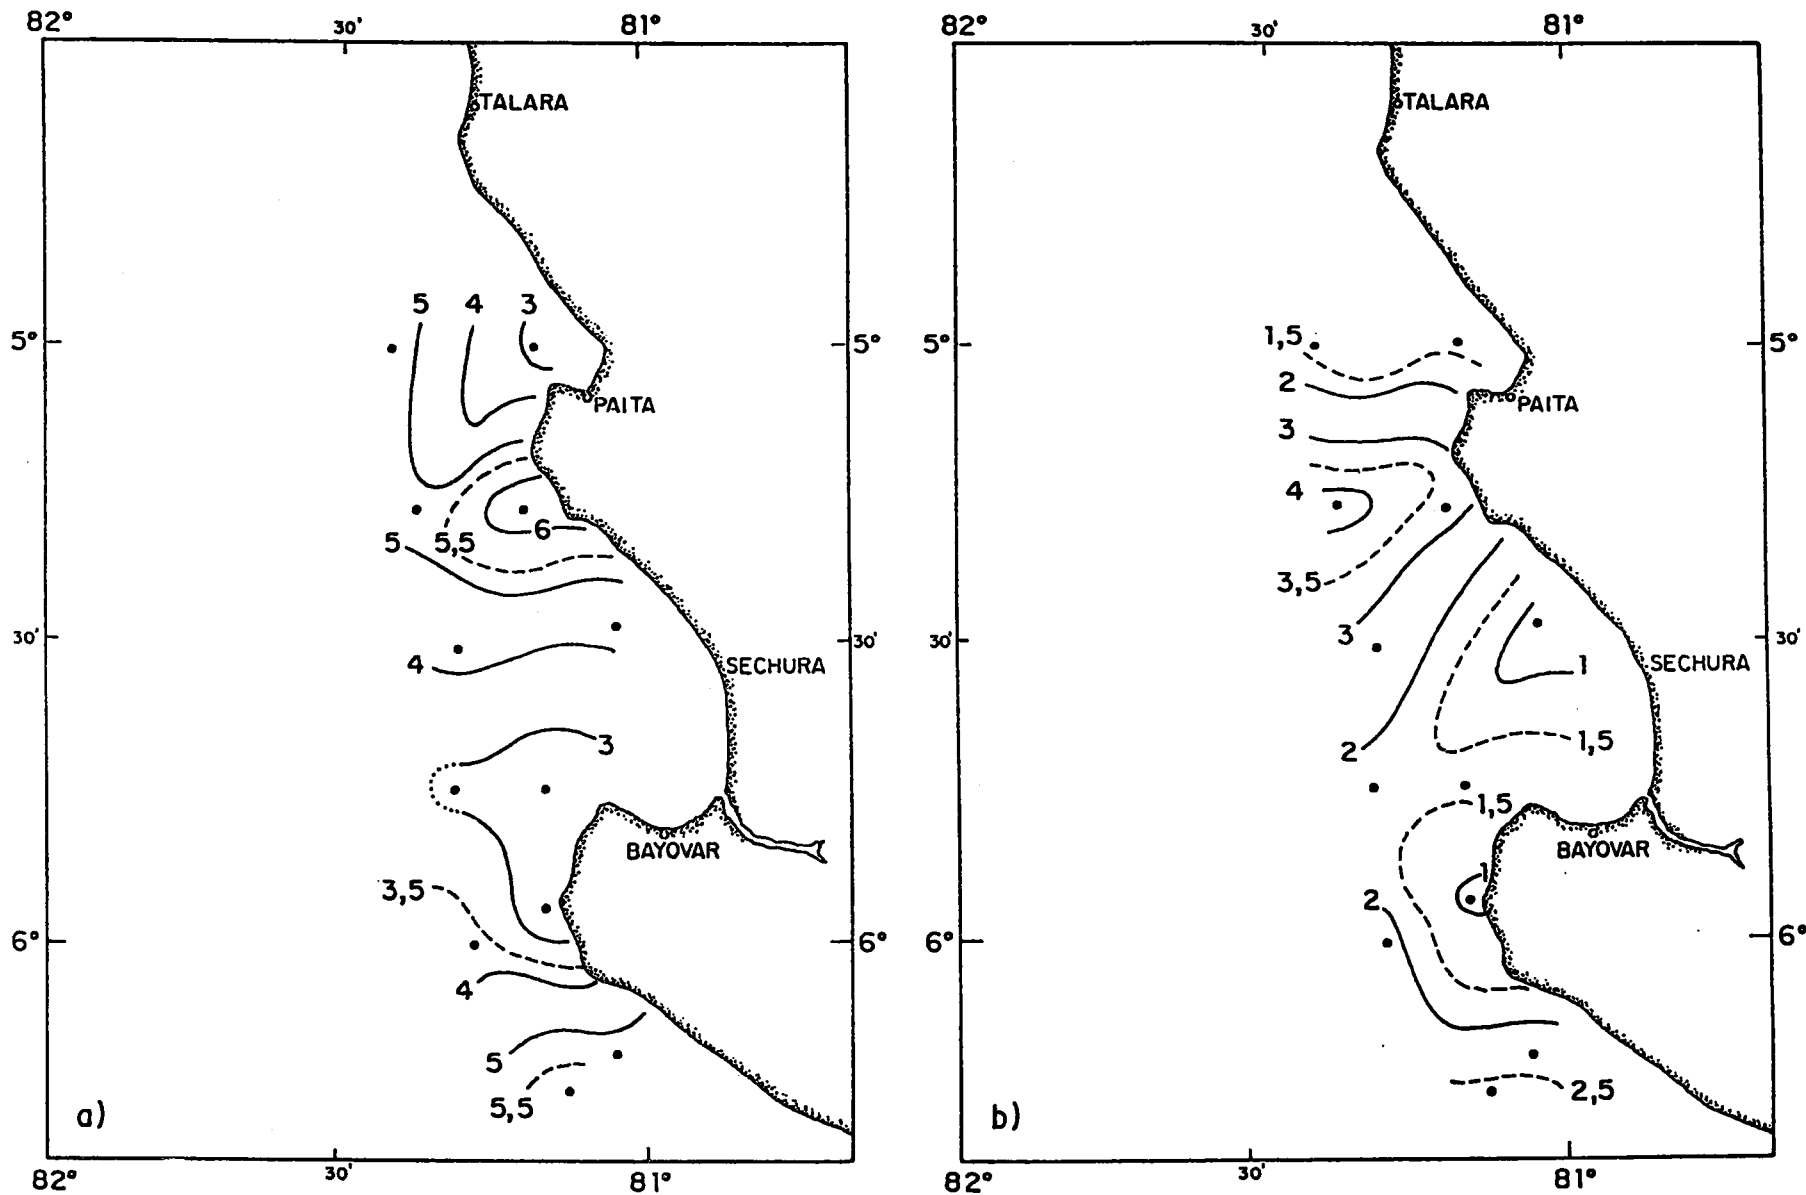 82° 30' 81°
TALARA
5 4 3
5° 5°
PAITA
6
5 5,5
30' 30'
4
SECHURA
3
BAYOVAR
3,5
6° 6°
4
5
5,5
a)
82° 30' 81°
82° 30' 81°
TALARA
1,5
5° 5°
2
PAITA
3
4
3,5
3
30' 30'
1
SECHURA
2 1,5
1,5
BAYOVAR
1
2
6° 6°
2,5
b)
82° 30' 81°